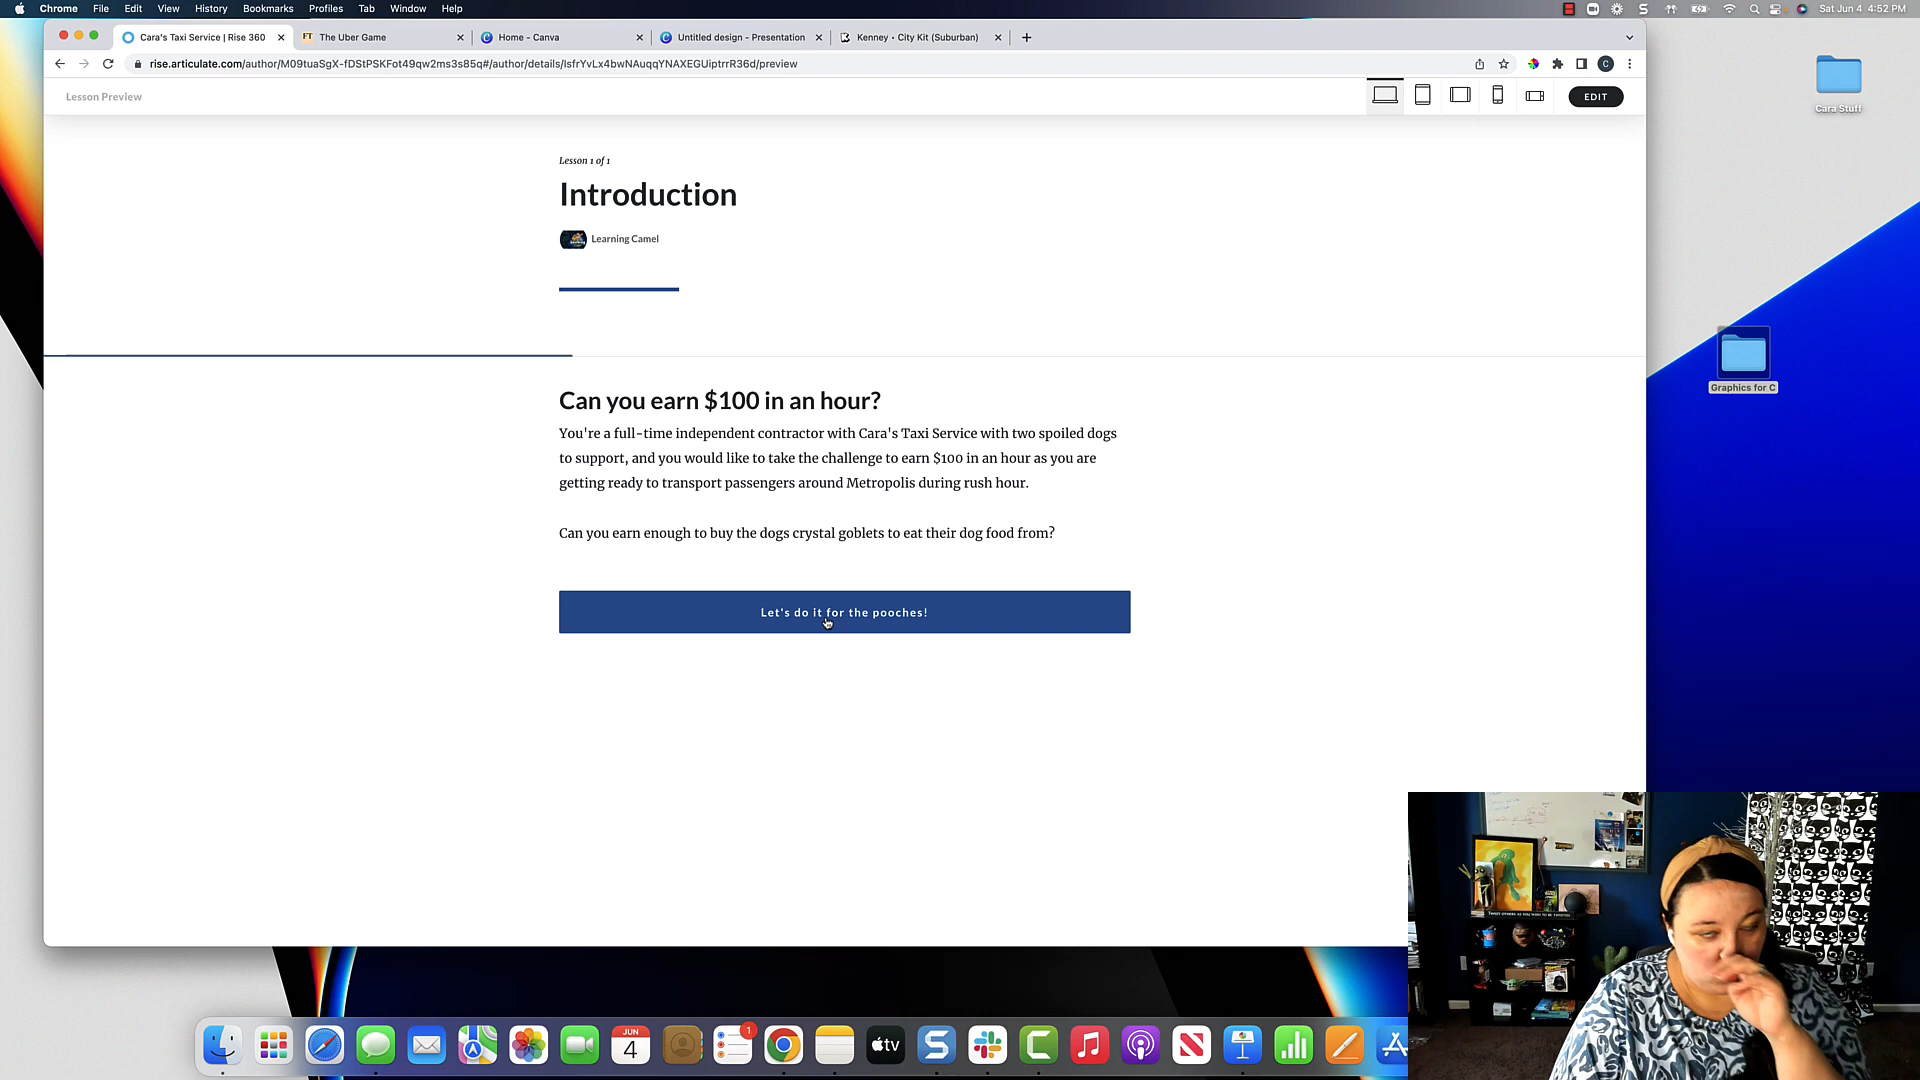 Chrome File Edit View History Bookmarks Profiles Tab Window Help
Sat Jun 4 4:52 PM
Cara's Taxi Service | Rise 360
FT The Uber Game
Home - Canva
Untitled design - Presentation
Kenney • City Kit (Suburban)
rise.articulate.com/author/M09tuaSgX-fDStPSKFot49qw2ms3s85q#/author/details/IsfrYvLx4bwNAuqqYNAXEGUiptrrR36d/preview
C
Lesson Preview
EDIT
Cara Stuff
Lesson 1 of 1
Introduction
Learning Camel
Graphics for C
Can you earn $100 in an hour?
You're a full-time independent contractor with Cara's Taxi Service with two spoiled dogs
to support, and you would like to take the challenge to earn $100 in an hour as you are
getting ready to transport passengers around Metropolis during rush hour.
Can you earn enough to buy the dogs crystal goblets to eat their dog food from?
Let's do it for the pooches!
JUN
4
1
tv